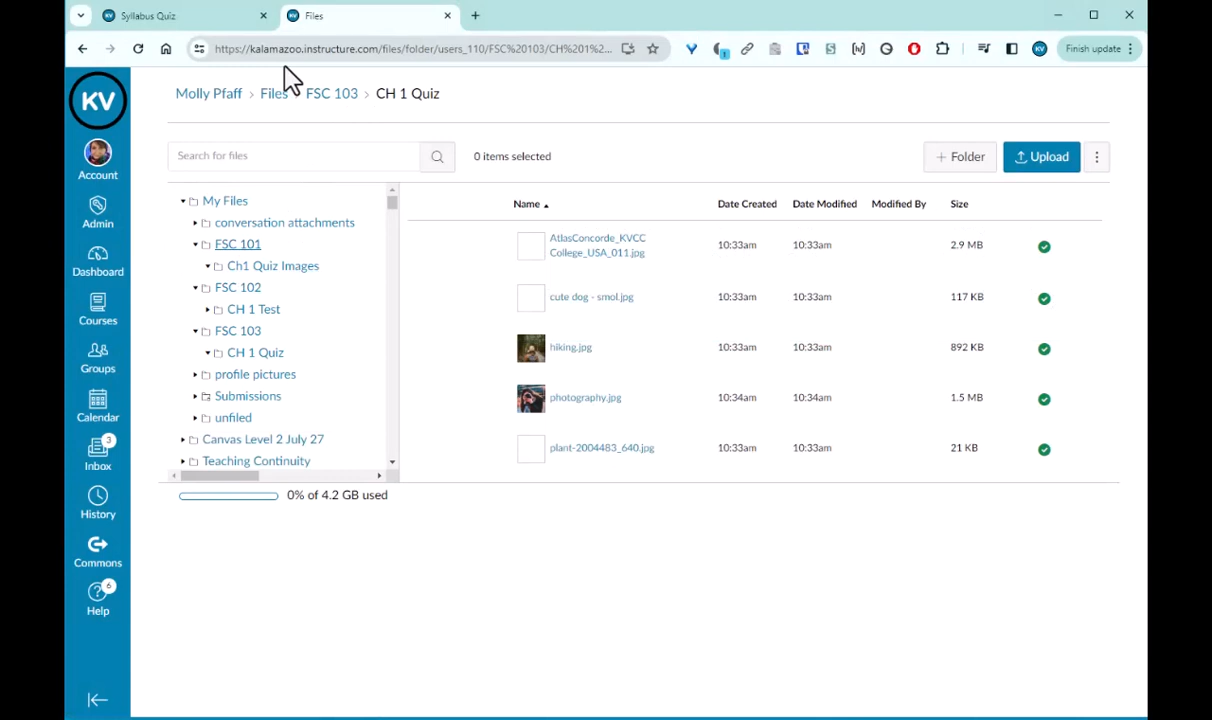 Syllabus Quiz
Files
https://kalamazoo.instructure.com/files/folder/users_110/FSC%20103/CH%201%2...
Finish update
KV
Account
Admin
Dashboard
Courses
Groups
Calendar
3
Inbox
History
Commons
6
Help
Molly Pfaff > Files > FSC 103 > CH 1 Quiz
Search for files
0 items selected
+ Folder
Upload
My Files
conversation attachments
FSC 101
Ch1 Quiz Images
FSC 102
CH 1 Test
FSC 103
CH 1 Quiz
profile pictures
Submissions
unfiled
Canvas Level 2 July 27
Teaching Continuity
0% of 4.2 GB used
Name Date Created Date Modified Modified By Size
AtlasConcorde_KVCC
College_USA_011.jpg 10:33am 10:33am 2.9 MB
cute dog - smol.jpg 10:33am 10:33am 117 KB
hiking.jpg 10:33am 10:33am 892 KB
photography.jpg 10:34am 10:34am 1.5 MB
plant-2004483_640.jpg 10:33am 10:33am 21 KB